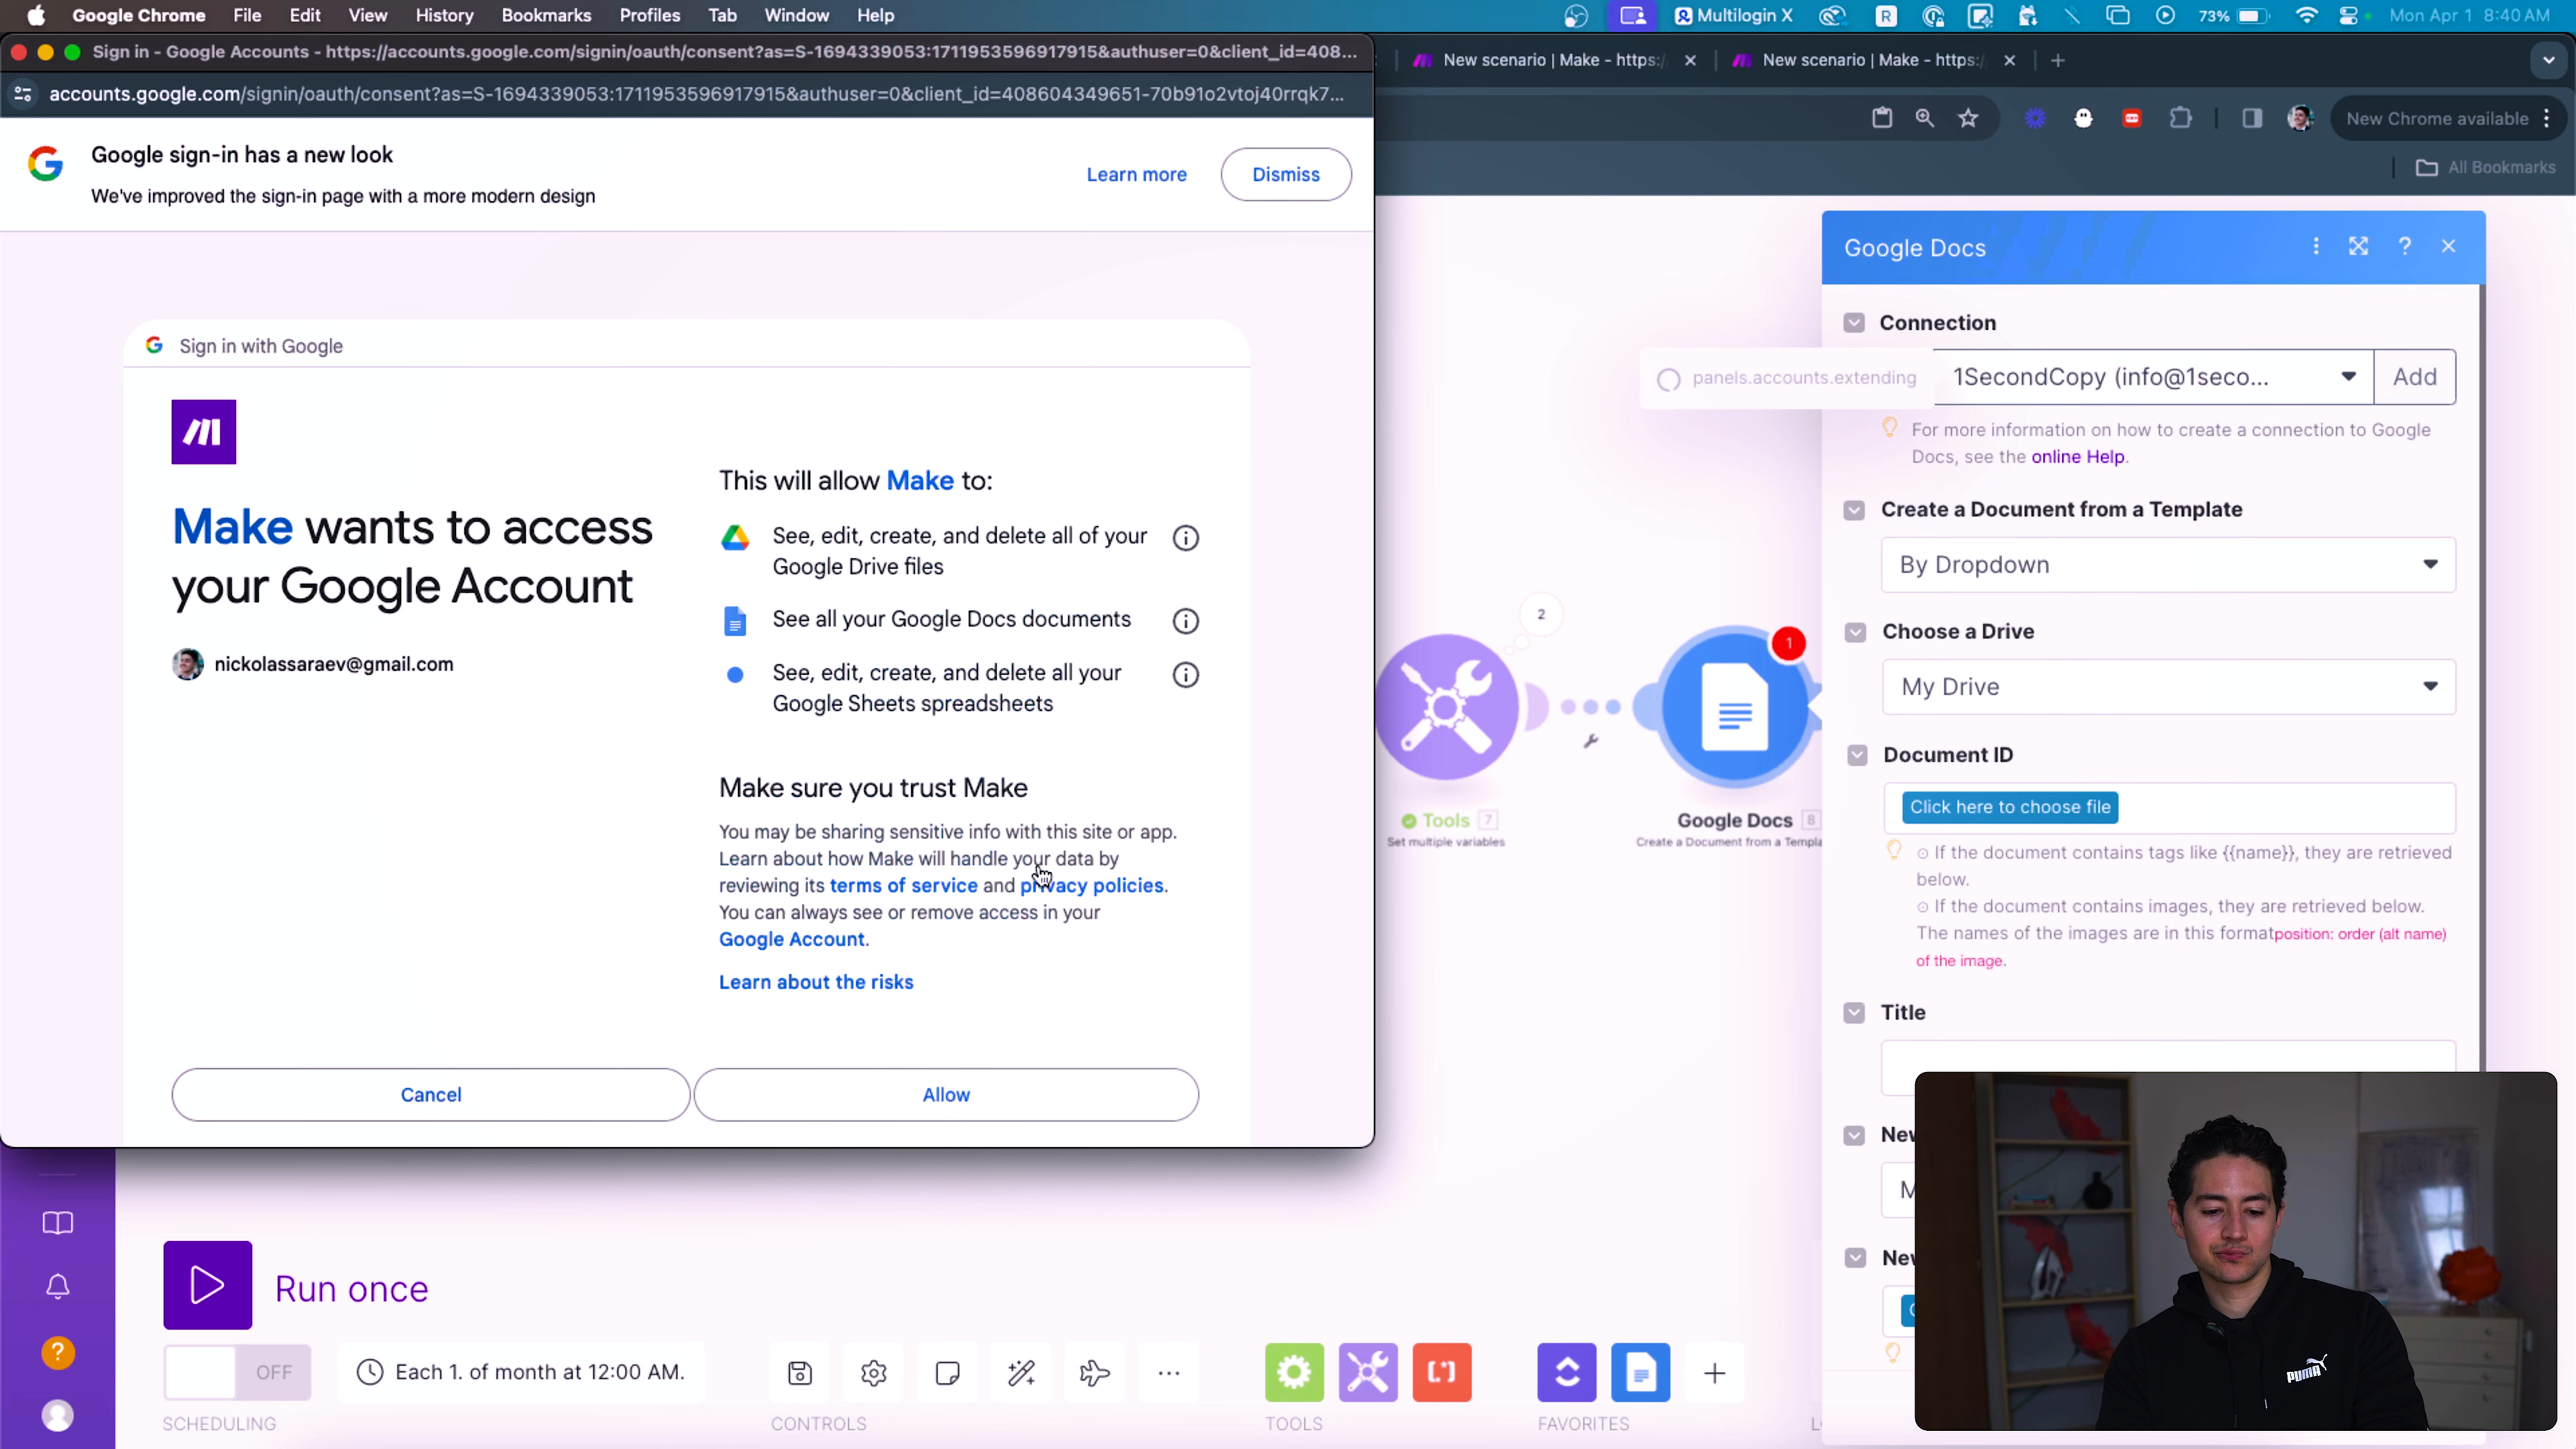 Google Chrome File Edit View History Bookmarks Profiles Tab Window Help
Multilogin X
73%
Mon Apr 1 8:40 AM
Sign in - Google Accounts - https://accounts.google.com/signin/oauth/consent?as=S-1694339053:1711953596917915&authuser=0&client_id=408...
New scenario | Make - https:/
New scenario | Make - https:/
accounts.google.com/signin/oauth/consent?as=S-1694339053:1711953596917915&authuser=0&client_id=408604349651-70b91o2vtoj40rrqk7...
New Chrome available
All Bookmarks
Google sign-in has a new look
We've improved the sign-in page with a more modern design
Learn more
Dismiss
Sign in with Google
Make wants to access
your Google Account
nickolassaraev@gmail.com
This will allow Make to:
See, edit, create, and delete all of your
Google Drive files
See all your Google Docs documents
See, edit, create, and delete all your
Google Sheets spreadsheets
Make sure you trust Make
You may be sharing sensitive info with this site or app.
Learn about how Make will handle your data by
reviewing its terms of service and privacy policies.
You can always see or remove access in your
Google Account.
Learn about the risks
Cancel
Allow
2
1
Tools 7
Set multiple variables
Google Docs 8
Create a Document from a Templa
Google Docs
Connection
panels.accounts.extending
1SecondCopy (info@1seco...
Add
For more information on how to create a connection to Google
Docs, see the online Help.
Create a Document from a Template
By Dropdown
Choose a Drive
My Drive
Document ID
Click here to choose file
If the document contains tags like {{name}}, they are retrieved
below.
If the document contains images, they are retrieved below.
The names of the images are in this formatposition: order (alt name)
of the image.
Title
New
M
New
Run once
OFF
Each 1. of month at 12:00 AM.
SCHEDULING
CONTROLS
TOOLS
FAVORITES
PUMA